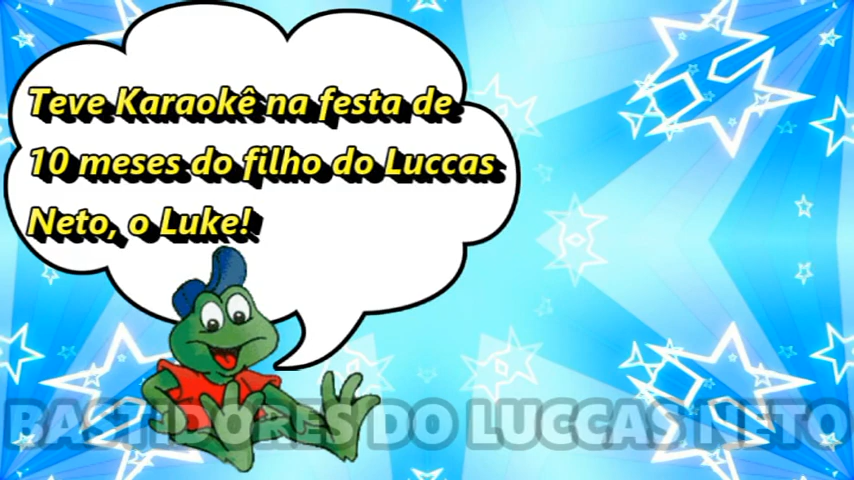 Teve Karaokê na festa de
10 meses do filho do Luccas
Neto, o Luke!
BASTIDORES DO LUCCAS NETO